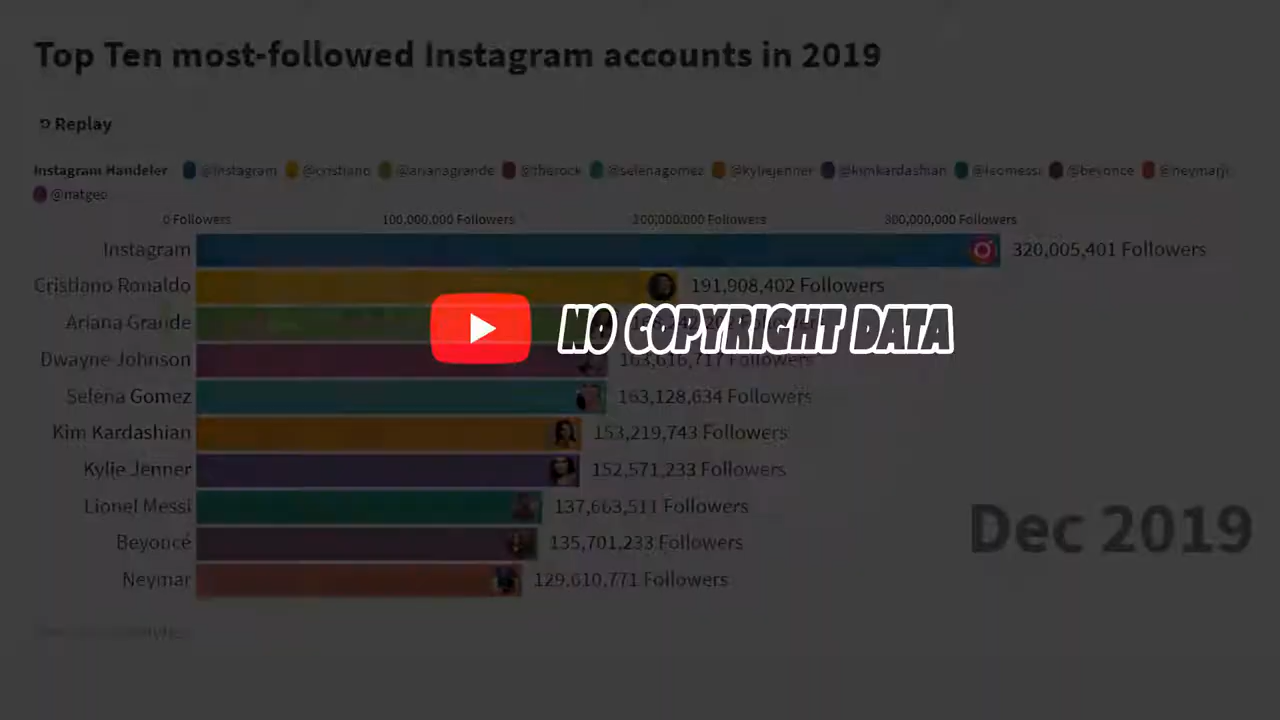 Top Ten most-followed Instagram accounts in 2019
Replay
Instagram Handeler @instagram @cristiano @arianagrande @therock @selenagomez @kyliejenner @kimkardashian @leomessi @beyonce @neymarjr
@natgeo
0 Followers 100,000,000 Followers 200,000,000 Followers 300,000,000 Followers
Instagram 320,005,401 Followers
Cristiano Ronaldo 191,908,402 Followers
Ariana Grande
NO COPYRIGHT DATA
Dwayne Johnson 163,616,717 Followers
Selena Gomez 163,128,634 Followers
Kim Kardashian 153,219,743 Followers
Kylie Jenner 152,571,233 Followers
Lionel Messi 137,663,511 Followers
Dec 2019
Beyoncé 135,701,233 Followers
Neymar 129,610,771 Followers